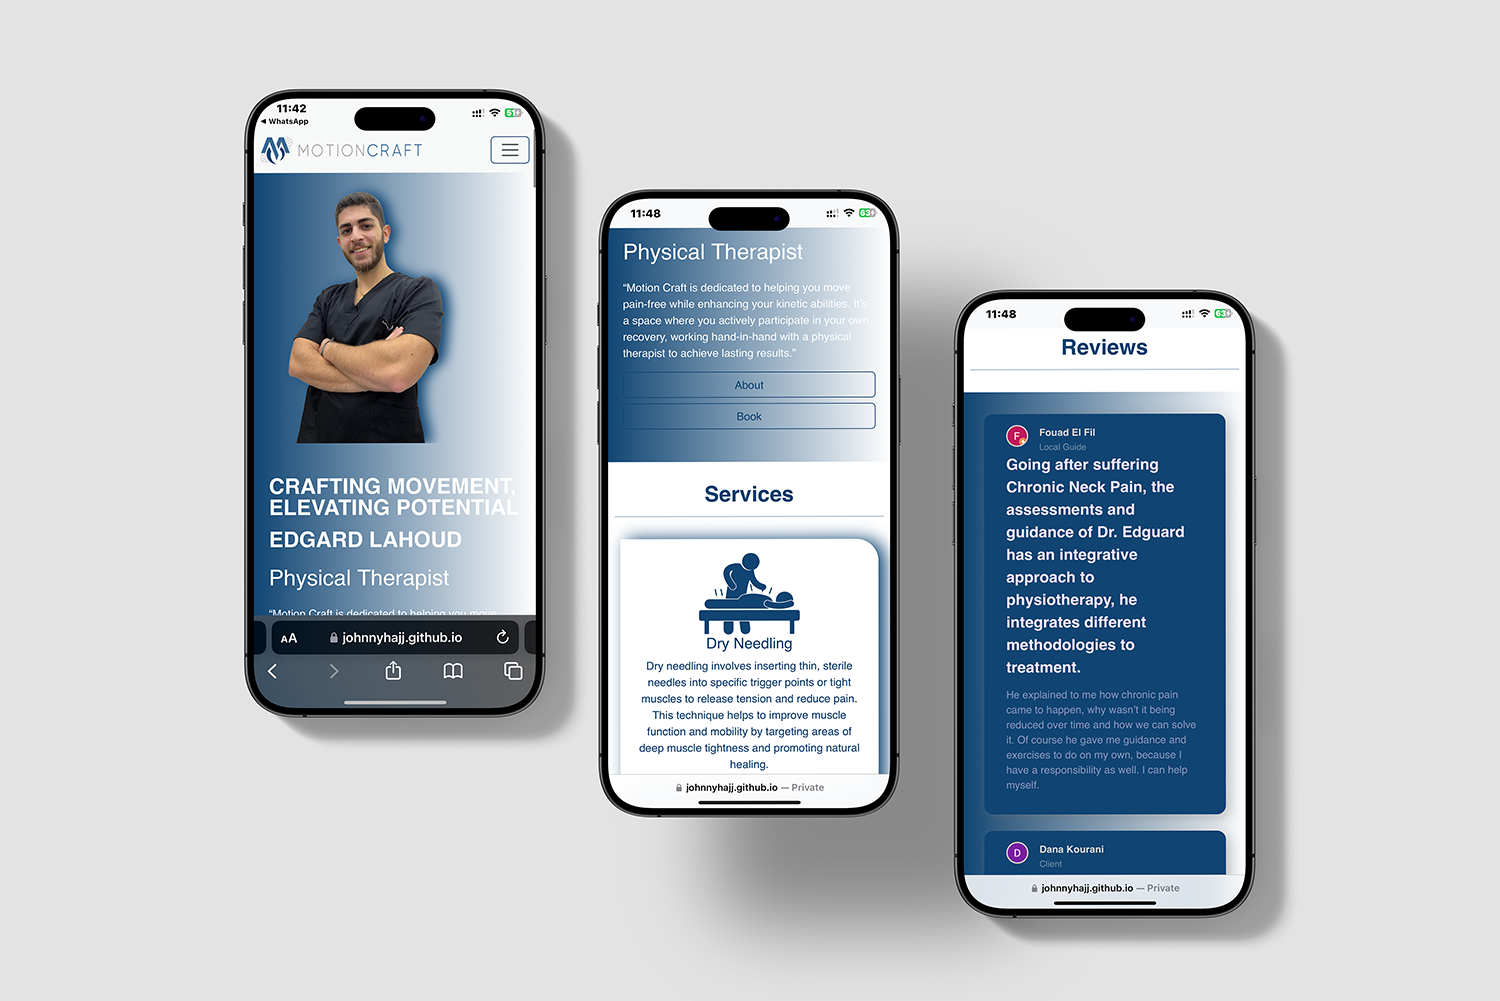 11:42
WhatsApp
61
MOTIONCRAFT
CRAFTING MOVEMENT,
ELEVATING POTENTIAL
EDGARD LAHOUD
Physical Therapist
“Motion Craft is dedicated to helping you move
AA
johnnyhajj.github.io
11:48
63
Physical Therapist
“Motion Craft is dedicated to helping you move
pain-free while enhancing your kinetic abilities. It's
a space where you actively participate in your own
recovery, working hand-in-hand with a physical
therapist to achieve lasting results.”
About
Book
Services
Dry Needling
Dry needling involves inserting thin, sterile
needles into specific trigger points or tight
muscles to release tension and reduce pain.
This technique helps to improve muscle
function and mobility by targeting areas of
deep muscle tightness and promoting natural
healing.
johnnyhajj.github.io — Private
11:48
63
Reviews
F
Fouad El Fil
Local Guide
Going after suffering
Chronic Neck Pain, the
assessments and
guidance of Dr. Edguard
has an integrative
approach to
physiotherapy, he
integrates different
methodologies to
treatment.
He explained to me how chronic pain
came to happen, why wasn't it being
reduced over time and how we can solve
it. Of course he gave me guidance and
exercises to do on my own, because I
have a responsibility as well. I can help
myself.
D
Dana Kourani
Client
johnnyhajj.github.io — Private